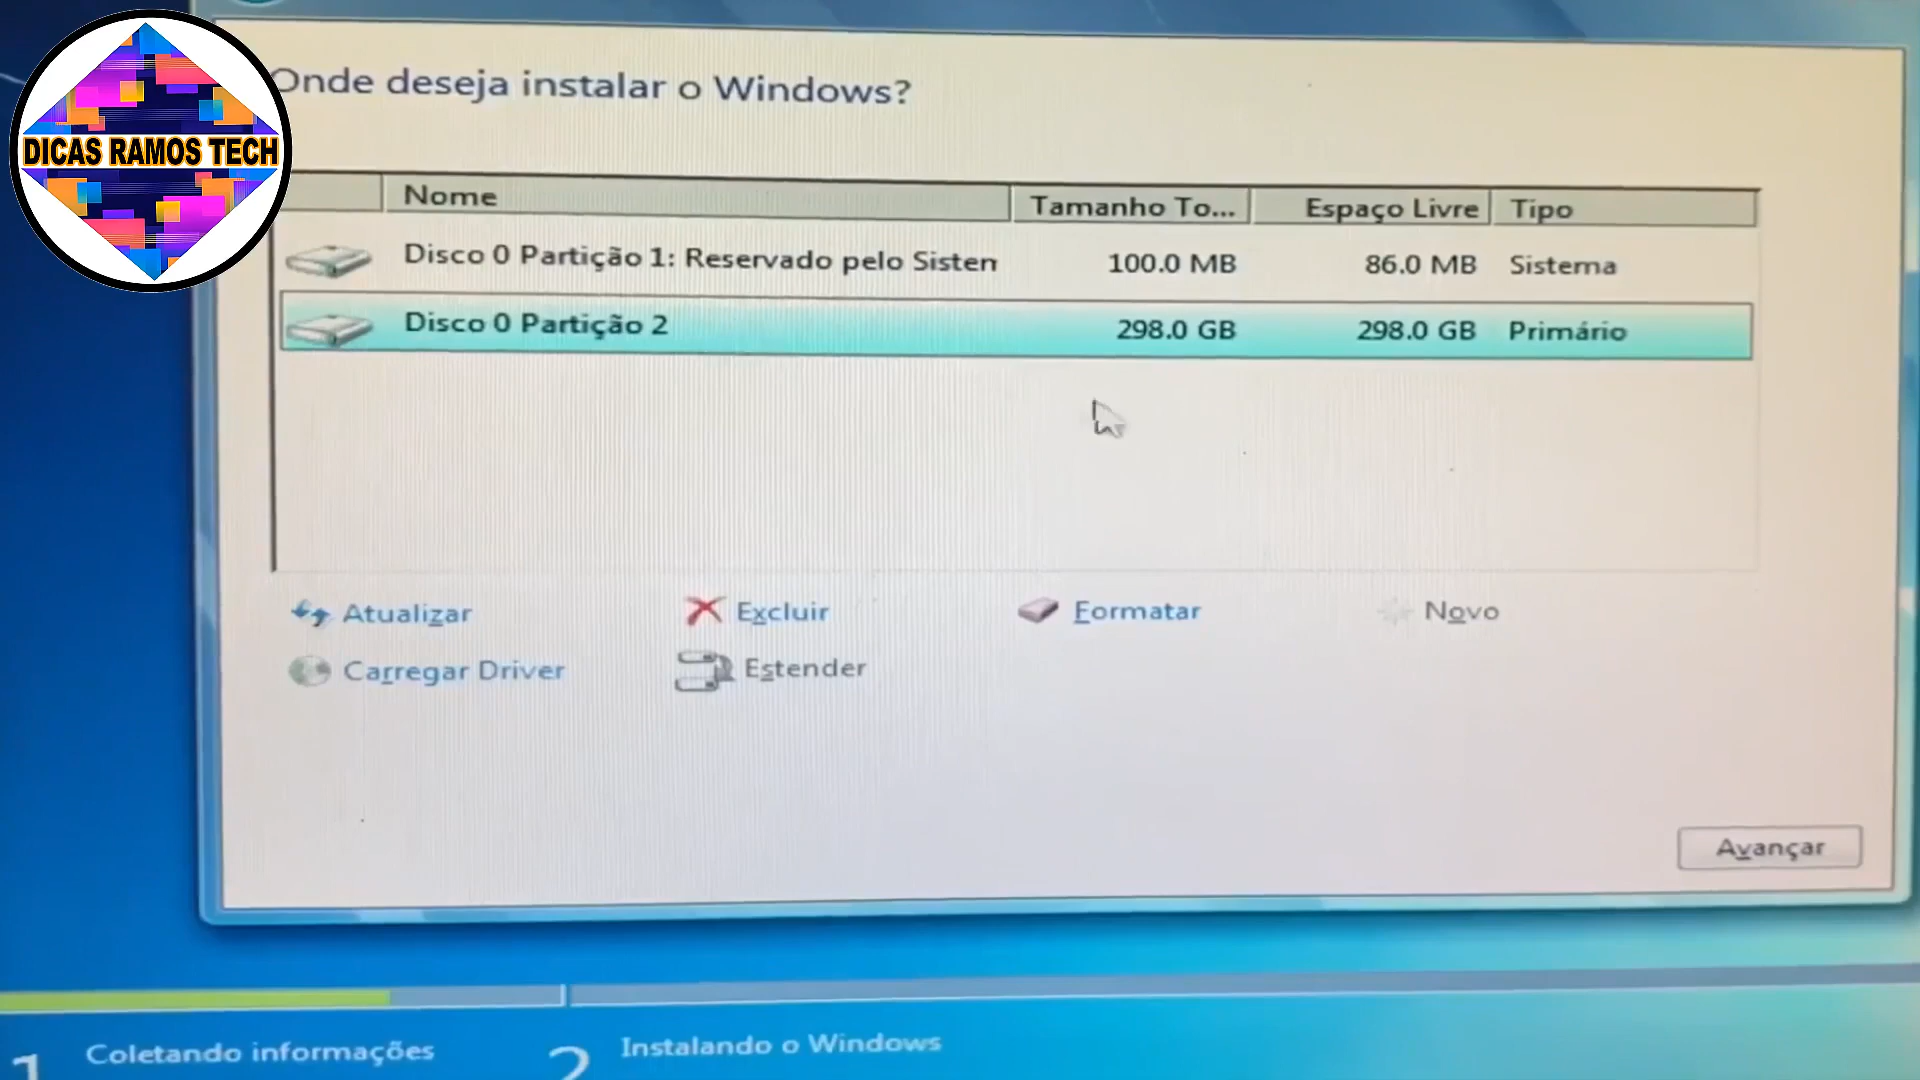 DICAS RAMOS TECH
Onde deseja instalar o Windows?
Nome Tamanho To... Espaço Livre Tipo
Disco 0 Partição 1: Reservado pelo Sisten 100.0 MB 86.0 MB Sistema
Disco 0 Partição 2 298.0 GB 298.0 GB Primário
Atualizar Excluir Formatar Novo
Carregar Driver Estender
Avançar
1 Coletando informações 2 Instalando o Windows